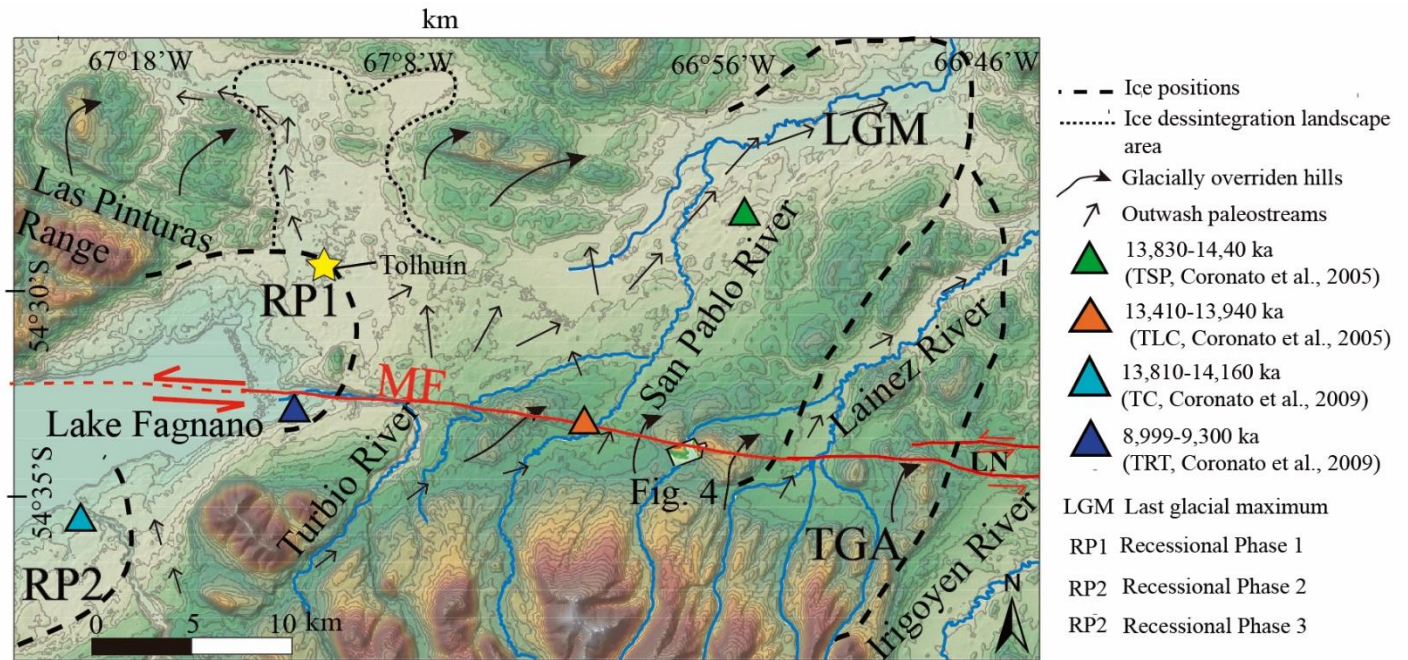 km
67°18'W
67°8'W
66°56'W
66°46'W
LGM
Las Pinturas
Range
Tolhuín
RP1
54°30'S
San Pablo River
Lainez River
MF
Lake Fagnano
Turbio River
Fig. 4
LN
54°35'S
TGA
Irigoyen River
RP2
N
0 5 10 km
Ice positions
Ice dessintegration landscape
area
Glacially overriden hills
Outwash paleostreams
13,830-14,40 ka
(TSP, Coronato et al., 2005)
13,410-13,940 ka
(TLC, Coronato et al., 2005)
13,810-14,160 ka
(TC, Coronato et al., 2009)
8,999-9,300 ka
(TRT, Coronato et al., 2009)
LGM Last glacial maximum
RP1 Recessional Phase 1
RP2 Recessional Phase 2
RP2 Recessional Phase 3